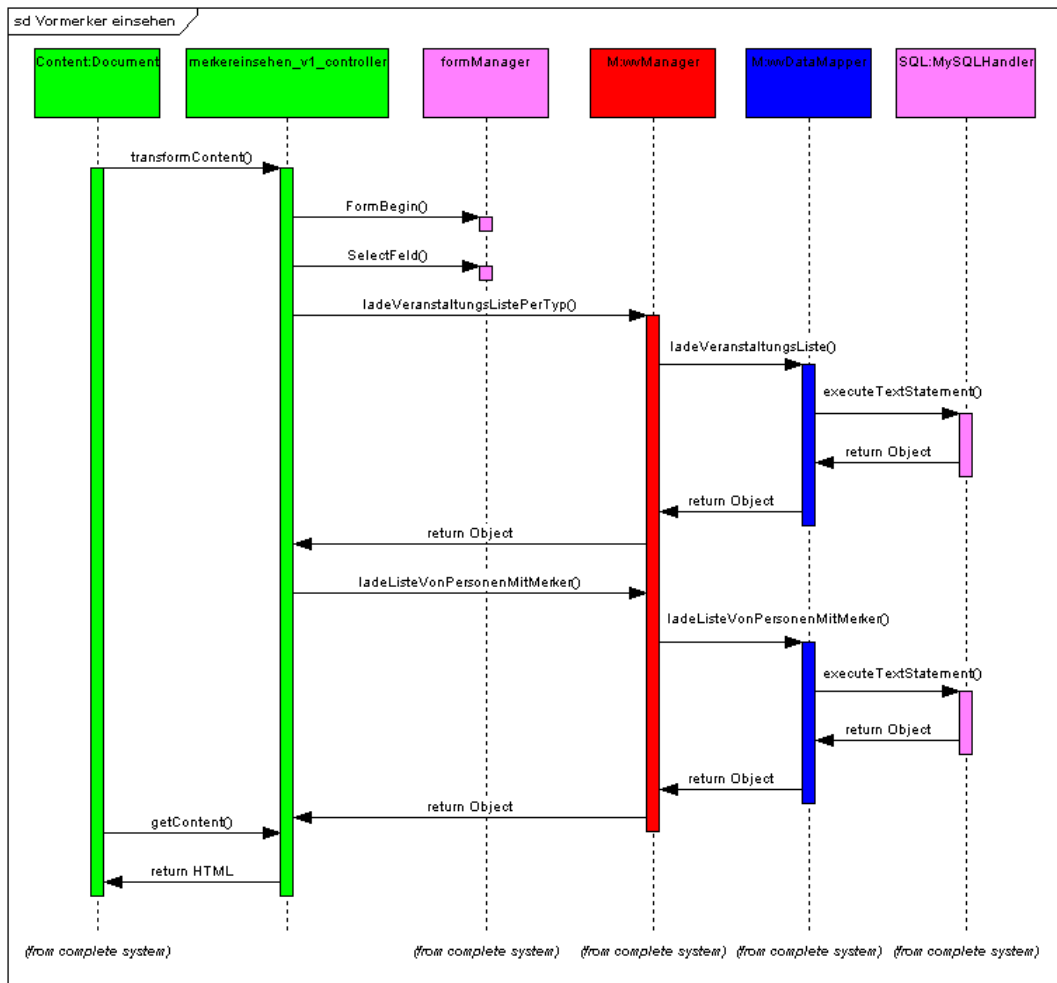 sd Vormerker einsehen
Content:Document
merkereinsehen_v1_controller
formManager
M:wvManager
M:wvDataMapper
SQL:MySQLHandler
transformContent()
FormBegin()
SelectFeld()
ladeVeranstaltungsListePerTyp()
ladeVeranstaltungsListe()
executeTextStatement()
return Object
return Object
return Object
ladeListeVonPersonenMitMerker()
ladeListeVonPersonenMitMerker()
executeTextStatement()
return Object
return Object
return Object
getContent()
return HTML
(from complete system)
(from complete system)
(from complete system)
(from complete system)
(from complete system)